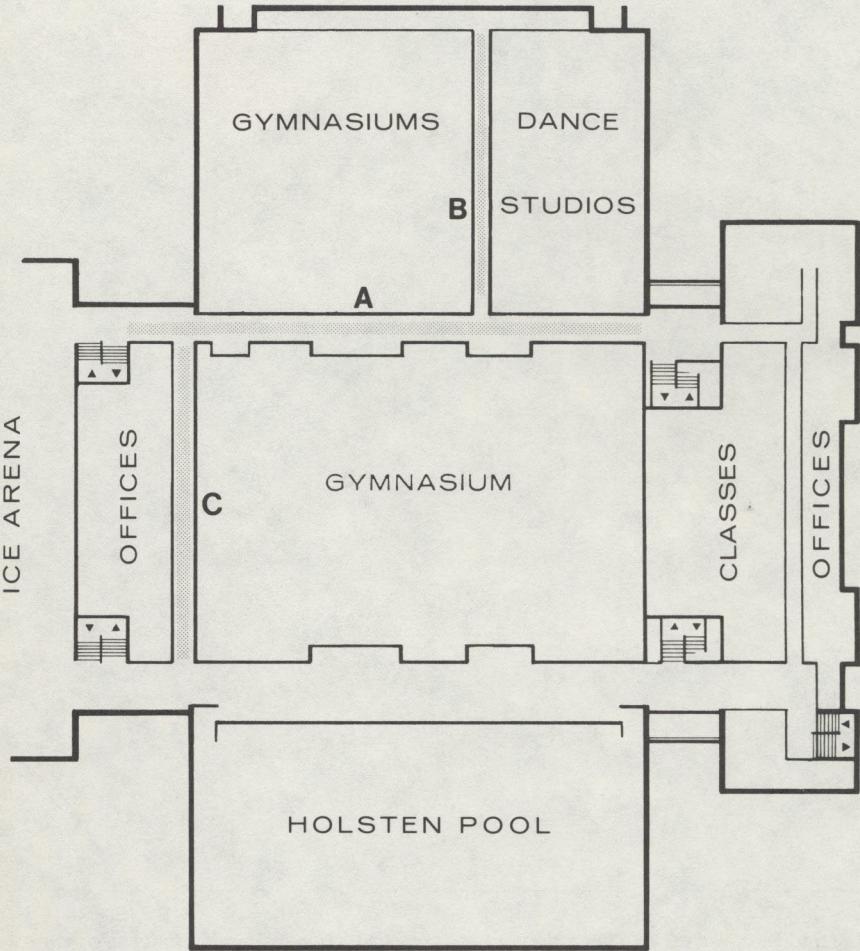 GYMNASIUMS
DANCE
STUDIOS
B
A
ICE ARENA
OFFICES
C
GYMNASIUM
CLASSES
OFFICES
HOLSTEN POOL